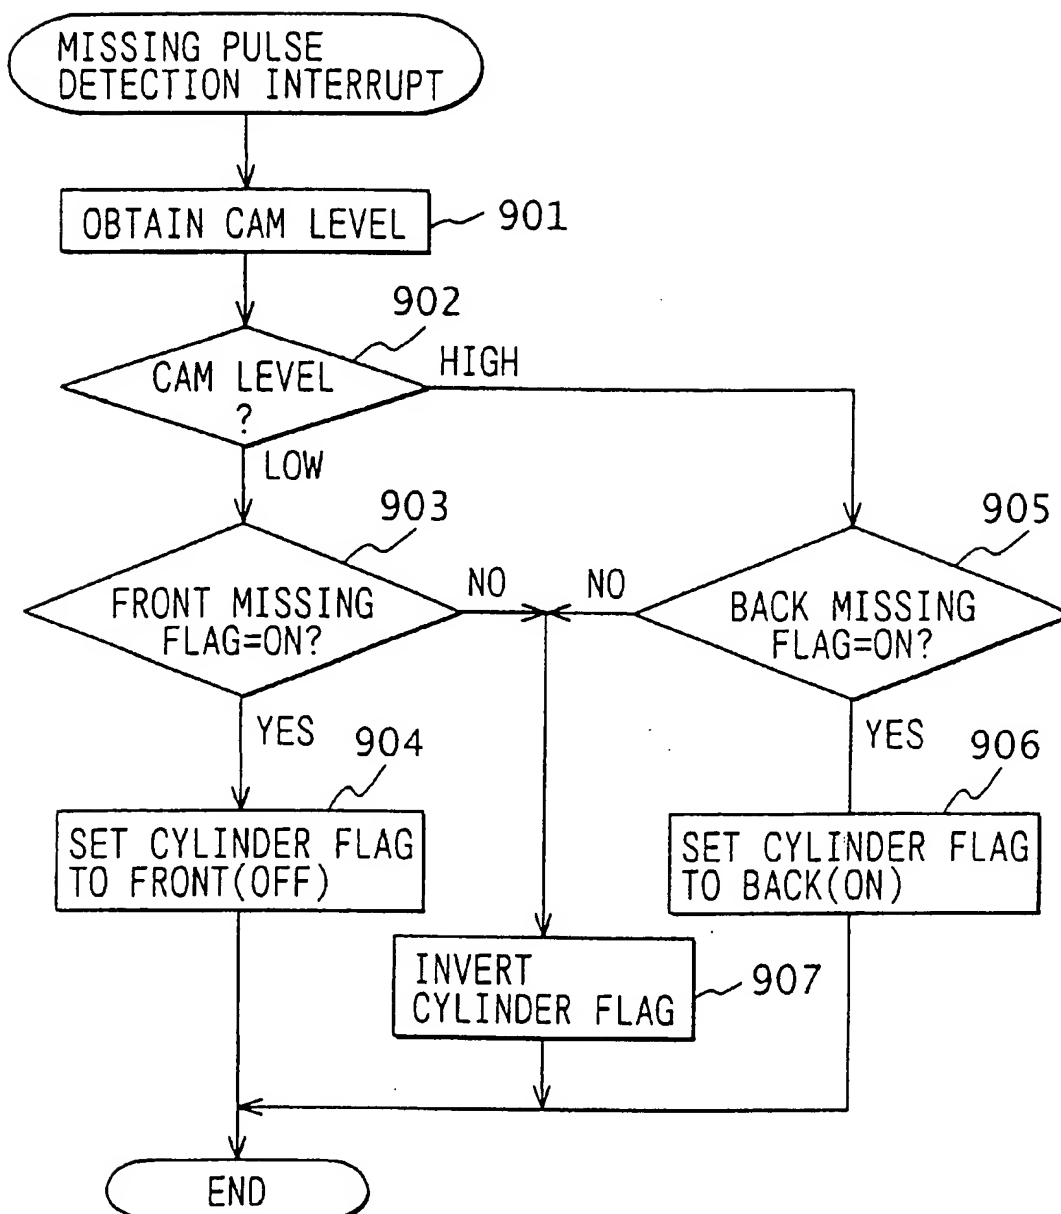 MISSING PULSE
DETECTION INTERRUPT
OBTAIN CAM LEVEL
901
902
CAM LEVEL
?
HIGH
LOW
903
FRONT MISSING
FLAG=ON?
NO
NO
905
BACK MISSING
FLAG=ON?
YES
904
SET CYLINDER FLAG
TO FRONT(OFF)
YES
906
SET CYLINDER FLAG
TO BACK(ON)
INVERT
CYLINDER FLAG
907
END